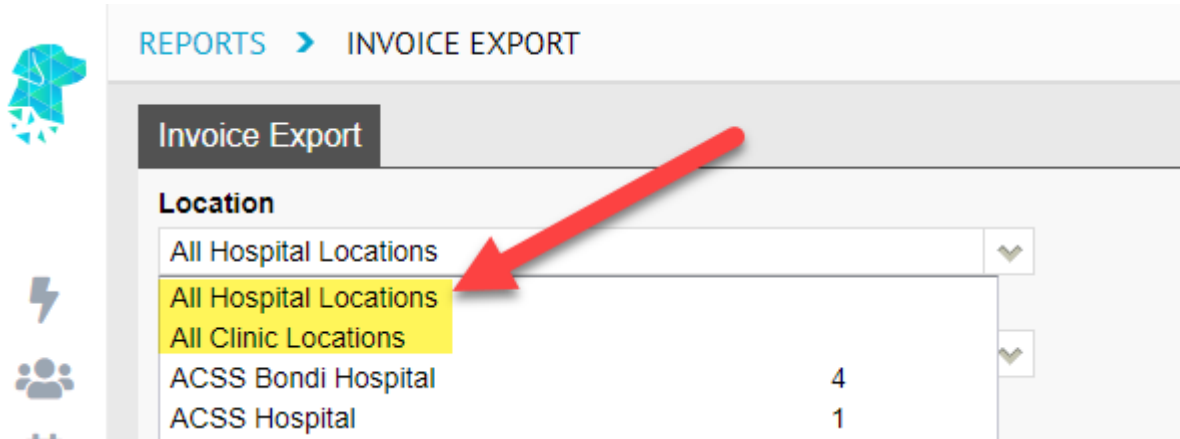 REPORTS > INVOICE EXPORT
Invoice Export
Location
All Hospital Locations
All Hospital Locations
All Clinic Locations
ACSS Bondi Hospital 4
ACSS Hospital 1